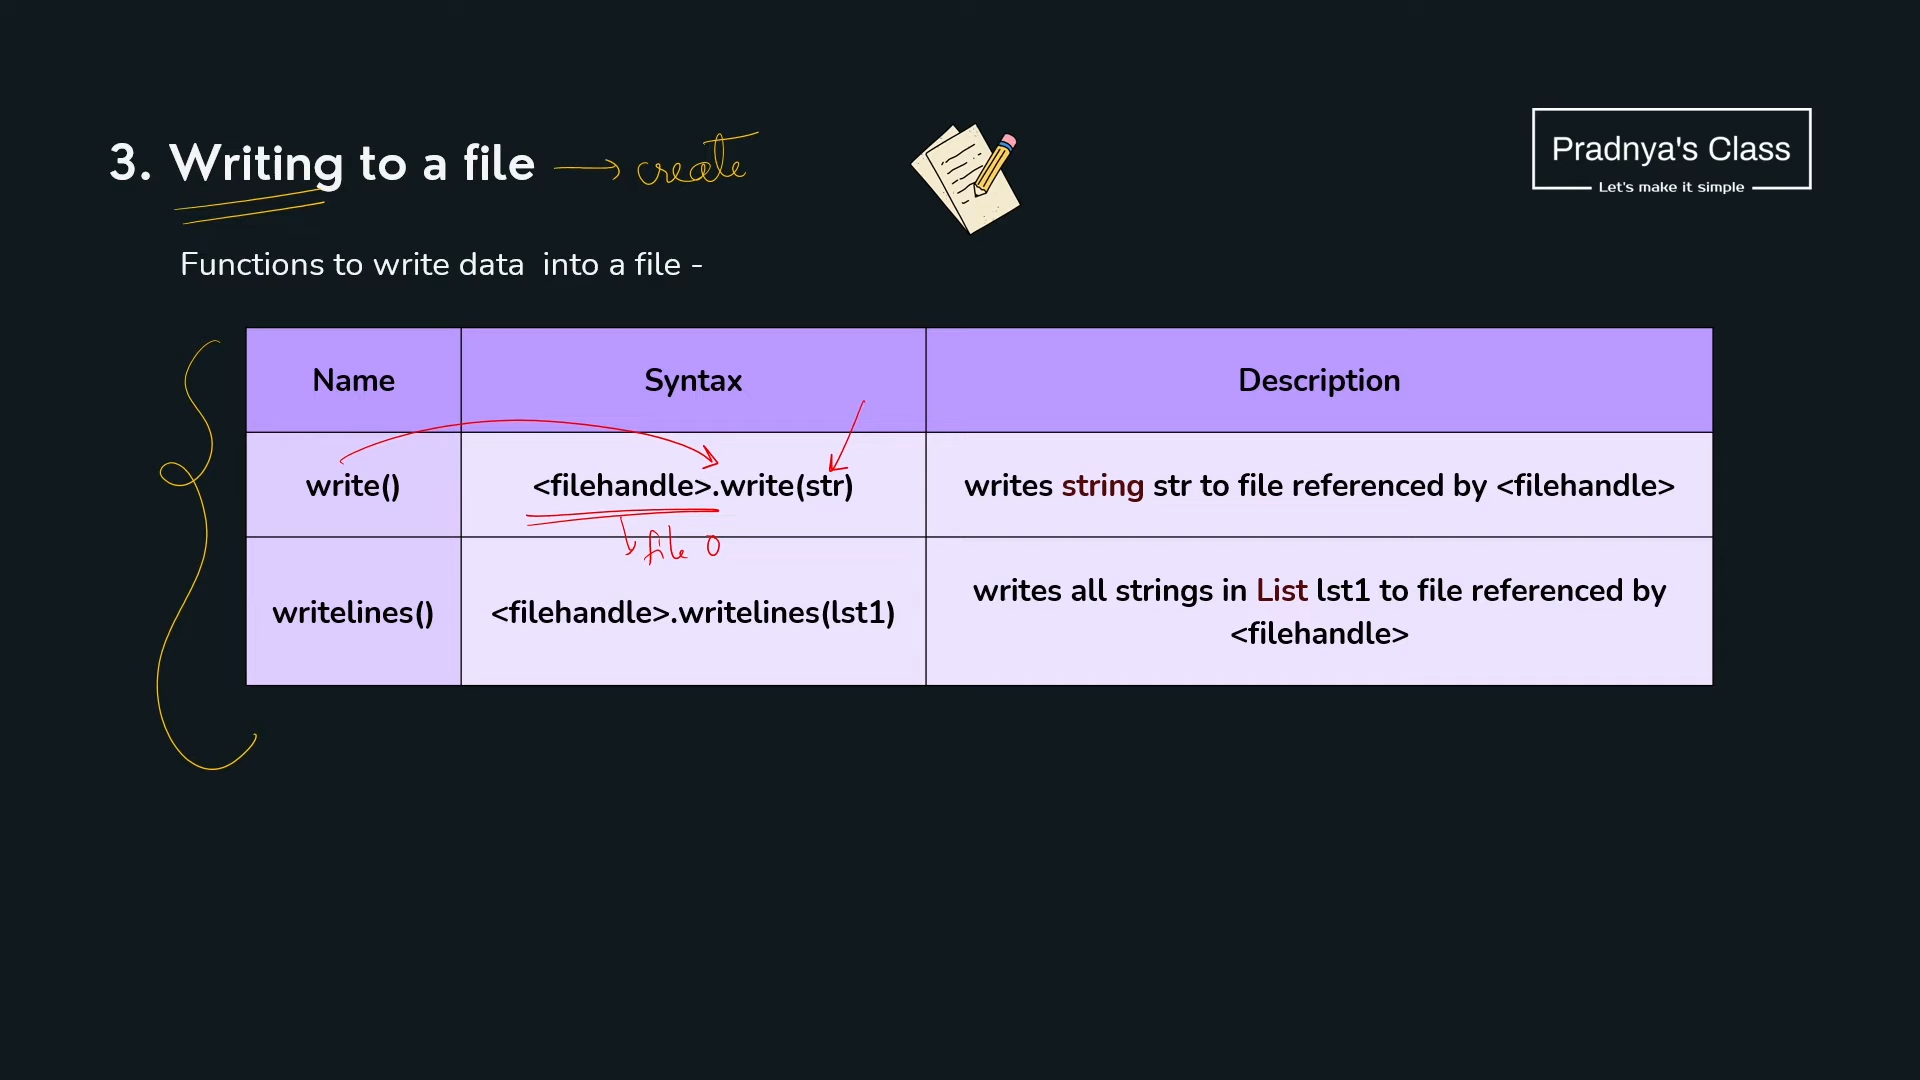 3. Writing to a file → create
Pradnya's Class
Let's make it simple
Functions to write data into a file -
Name Syntax Description
write() <filehandle>.write(str) writes string str to file referenced by <filehandle>
file O
writelines() <filehandle>.writelines(lst1) writes all strings in List lst1 to file referenced by
<filehandle>